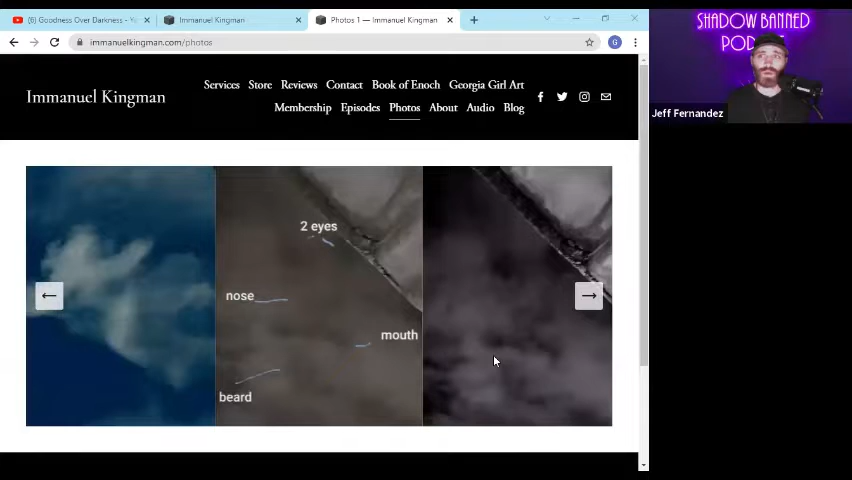 (6) Goodness Over Darkness - Yo
Immanuel Kingman
Photos 1 — Immanuel Kingman
immanuelkingman.com/photos
G
Immanuel Kingman
Services Store Reviews Contact Book of Enoch Georgia Girl Art
Membership Episodes Photos About Audio Blog
2 eyes
nose
mouth
beard
SHADOW BANNED
Jeff Fernandez